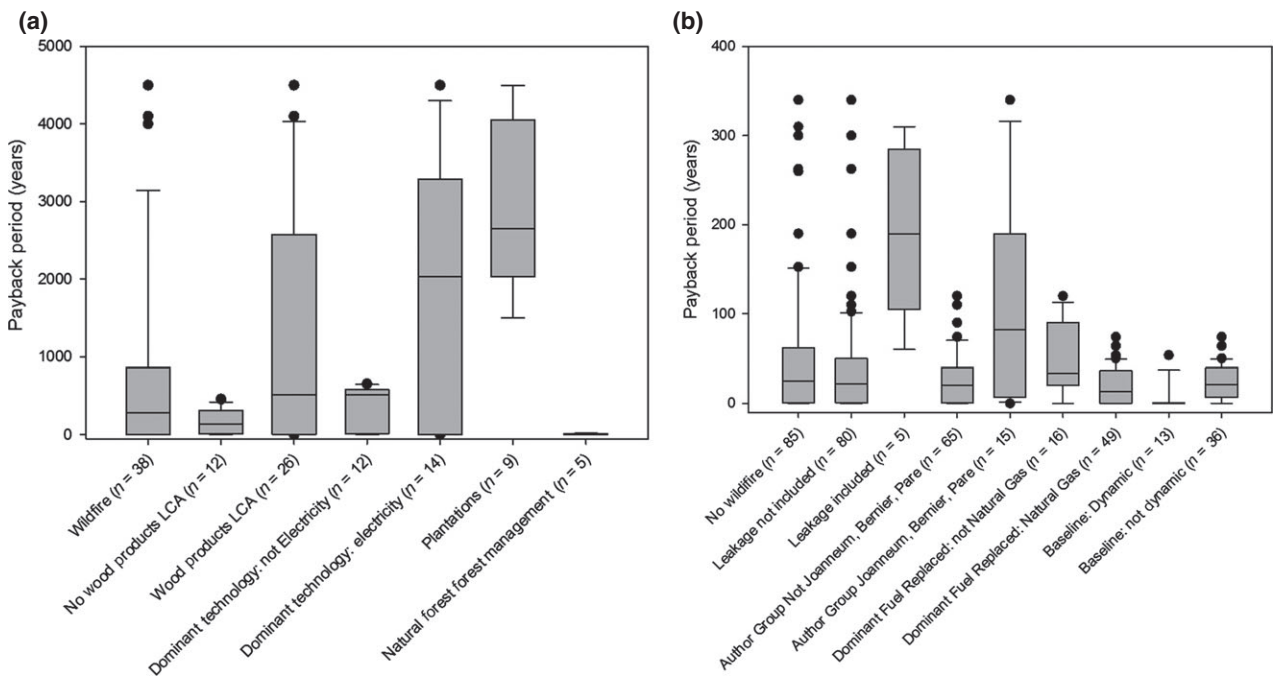 (a)
5000
4000
3000
2000
1000
0
Payback period (years)
Wildfire (n = 38)
No wood products LCA (n = 12)
Wood products LCA (n = 26)
Dominant technology: not Electricity (n = 12)
Dominant technology: electricity (n = 14)
Plantations (n = 9)
Natural forest forest management (n = 5)
(b)
400
300
200
100
0
Payback period (years)
No wildlfire (n = 85)
Leakage not included (n = 80)
Leakage included (n = 5)
Author Group Not Joanneum, Bernier, Pare (n = 65)
Author Group Joanneum, Bernier, Pare (n = 15)
Dominant Fuel Replaced: not Natural Gas (n = 16)
Dominant Fuel Replaced: Natural Gas (n = 49)
Baseline: Dynamic (n = 13)
Baseline: not dynamic (n = 36)